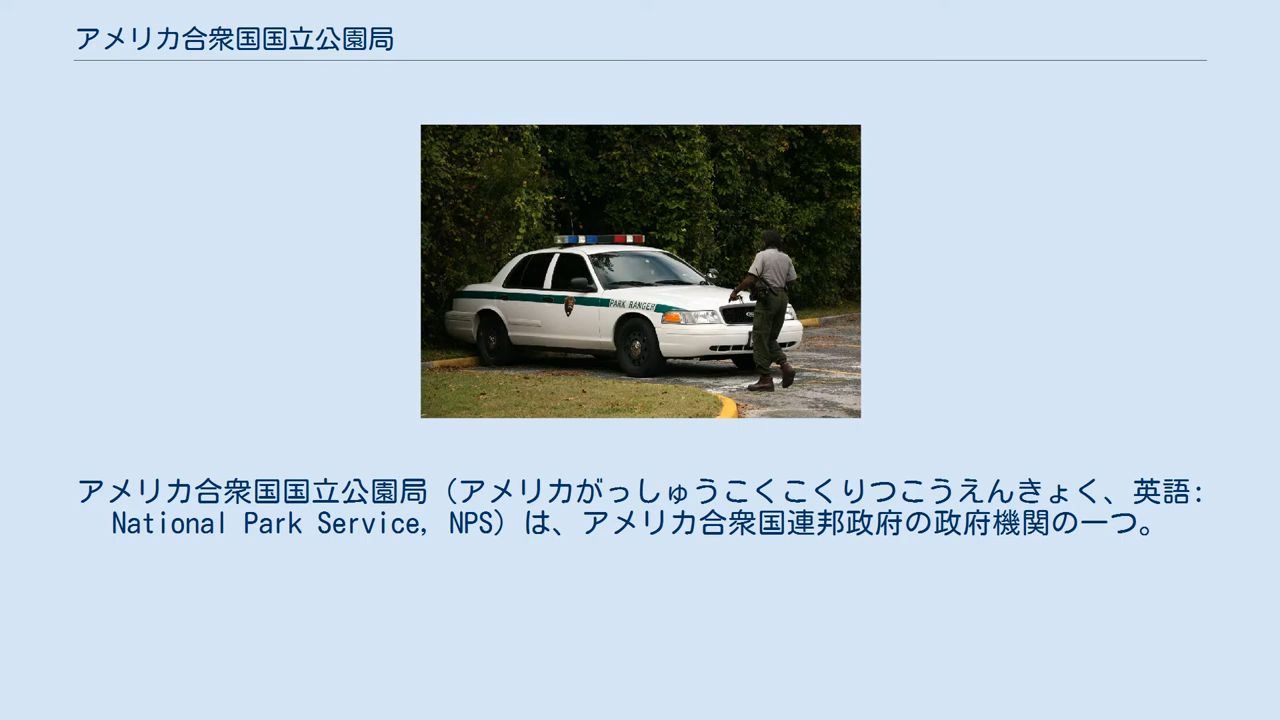 アメリカ合衆国国立公園局
PARK RANGER
アメリカ合衆国国立公園局（アメリカがっしゅうこくこくりつこうえんきょく、英語:
National Park Service, NPS）は、アメリカ合衆国連邦政府の政府機関の一つ。